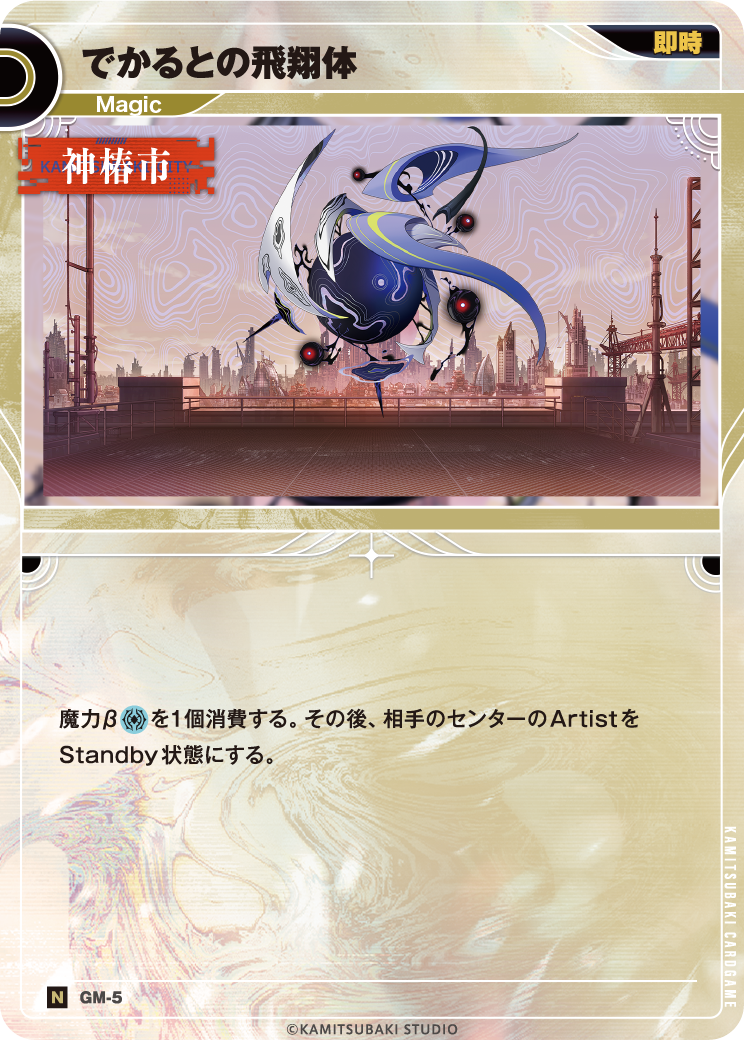 でかるとの飛翔体
即時
Magic
神椿市
魔力β を1個消費する。その後、相手のセンターのArtistを
Standby状態にする。
N GM-5
KAMITSUBAKI CARDGAME
©KAMITSUBAKI STUDIO